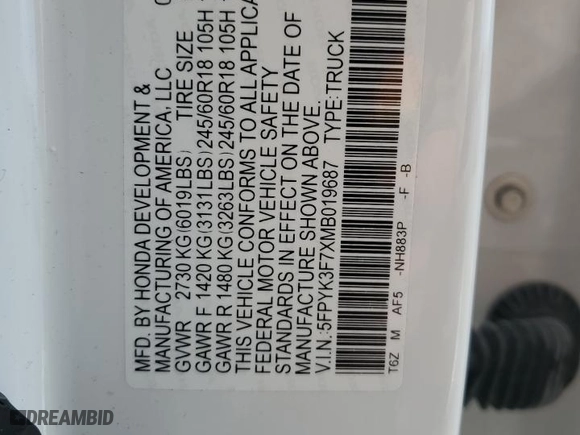 MFD. BY HONDA DEVELOPMENT &
MANUFACTURING OF AMERICA, LLC
GVWR 2730 KG(6019LBS) TIRE SIZE
GAWR F 1420 KG(3131LBS)245/60R18 105H
GAWR R 1480 KG(3263LBS)245/60R18 105H
THIS VEHICLE CONFORMS TO ALL APPLICA
FEDERAL MOTOR VEHICLE SAFETY
STANDARDS IN EFFECT ON THE DATE OF
MANUFACTURE SHOWN ABOVE.
V.I.N.:5FPYK3F7XMB019687 TYPE:TRUCK
T6Z M AF5 -NH883P -F -B
DREAMBID